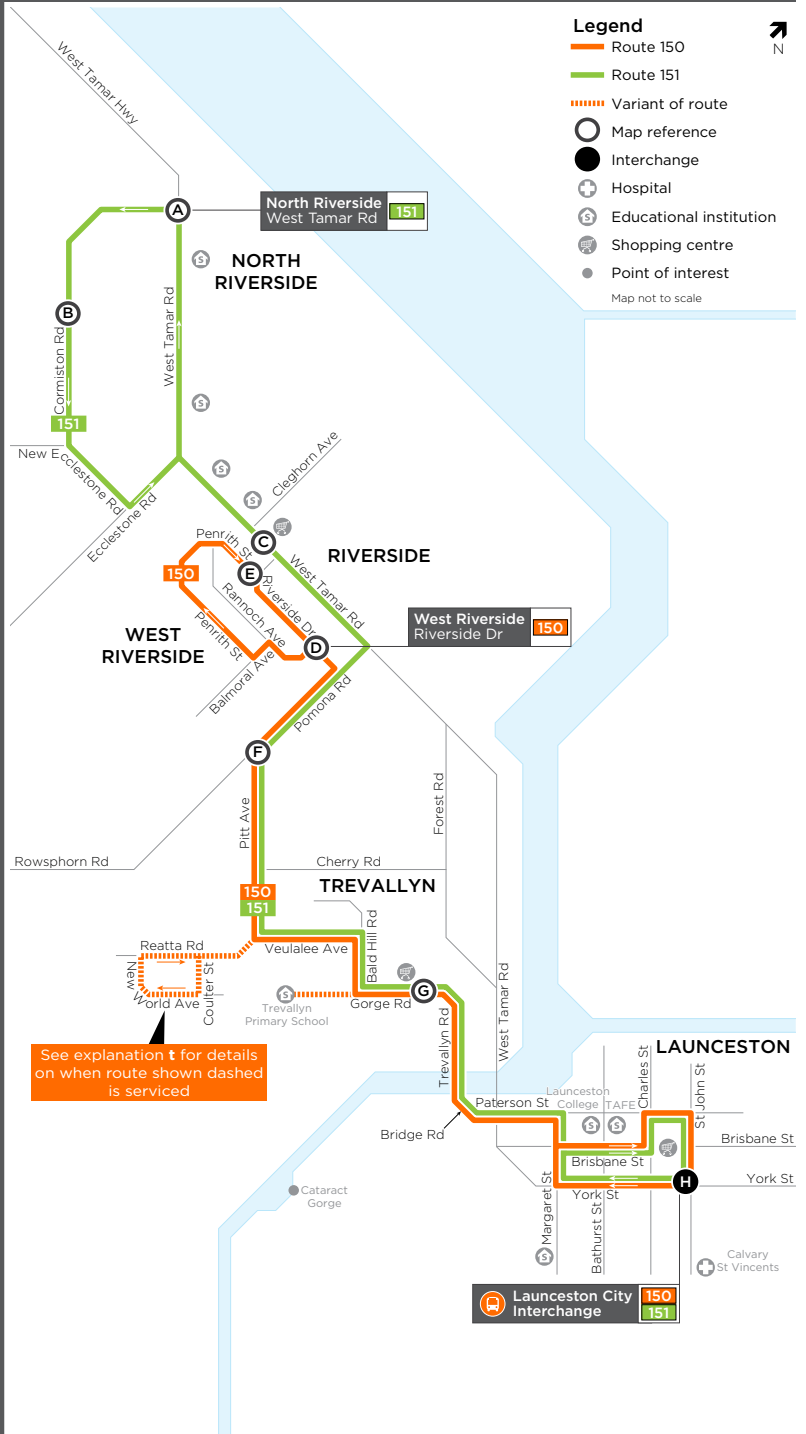 Legend
Route 150
Route 151
Variant of route
Map reference
Interchange
Hospital
Educational institution
Shopping centre
Point of interest
Map not to scale
N
West Tamar Hwy
A
North Riverside
West Tamar Rd
151
NORTH
RIVERSIDE
B
Cormiston Rd
West Tamar Rd
151
New Ecclestone Rd
Ecclestone Rd
Cleghorn Ave
C
Penrith St
RIVERSIDE
E
150
West Tamar Rd
Riverside Dr
Rannoch Ave
West Riverside
Riverside Dr
150
WEST
RIVERSIDE
Penrith St
D
Balmoral Ave
Pomona Rd
F
Pitt Ave
Forest Rd
Rowsphorn Rd
Cherry Rd
TREVALLYN
150
151
Bald Hill Rd
Reatta Rd
Veulalee Ave
New
World Ave
Coulter St
G
Gorge Rd
Trevallyn
Primary School
West Tamar Rd
Trevallyn Rd
See explanation t for details
on when route shown dashed
is serviced
LAUNCESTON
Charles St
St John St
Launceston
College
TAFE
Paterson St
Bridge Rd
Brisbane St
Brisbane St
York St
York St
H
Margaret St
Bathurst St
Cataract
Gorge
Calvary
St Vincents
Launceston City
Interchange
150
151